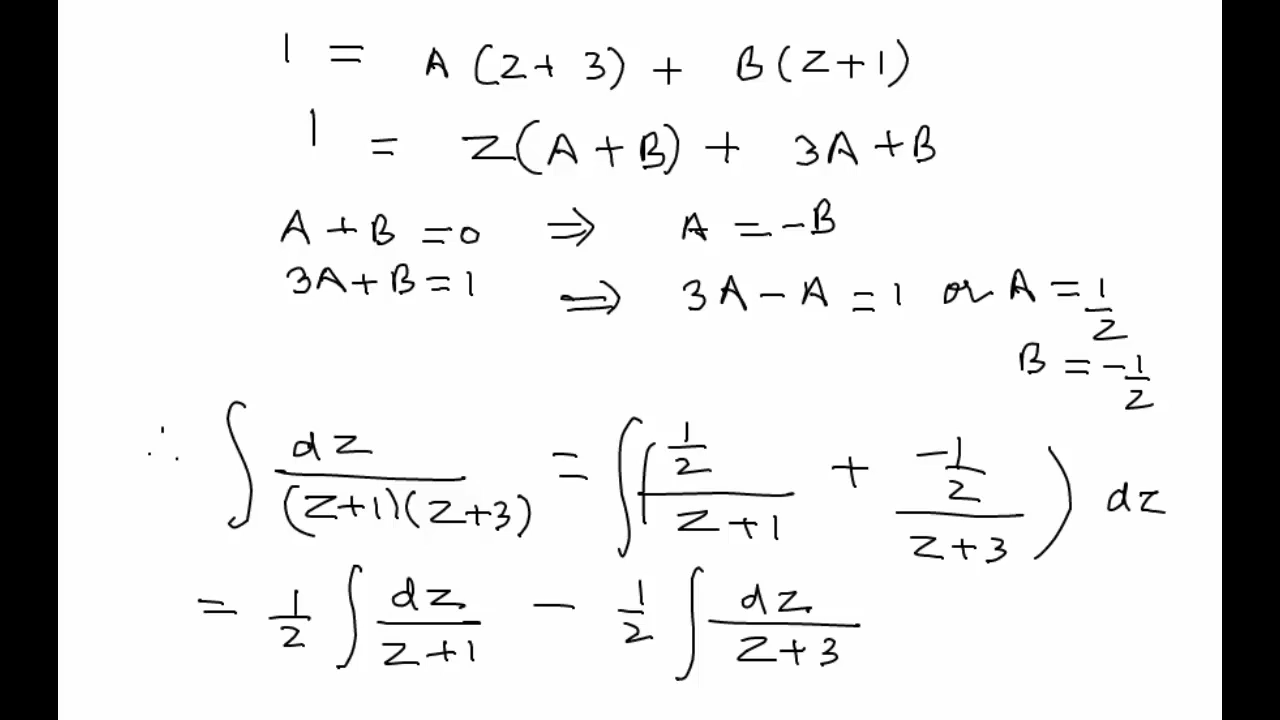 1 = A(z+3) + B(z+1)
1 = z(A+B) + 3A+B
A+B=0 ⇒ A = -B
3A+B=1 ⇒ 3A-A = 1 or A = 1/2
B = -1/2
∴ ∫ dz/((z+1)(z+3)) = ∫ ( (1/2)/(z+1) + (-1/2)/(z+3) ) dz
= 1/2 ∫ dz/(z+1) - 1/2 ∫ dz/(z+3)